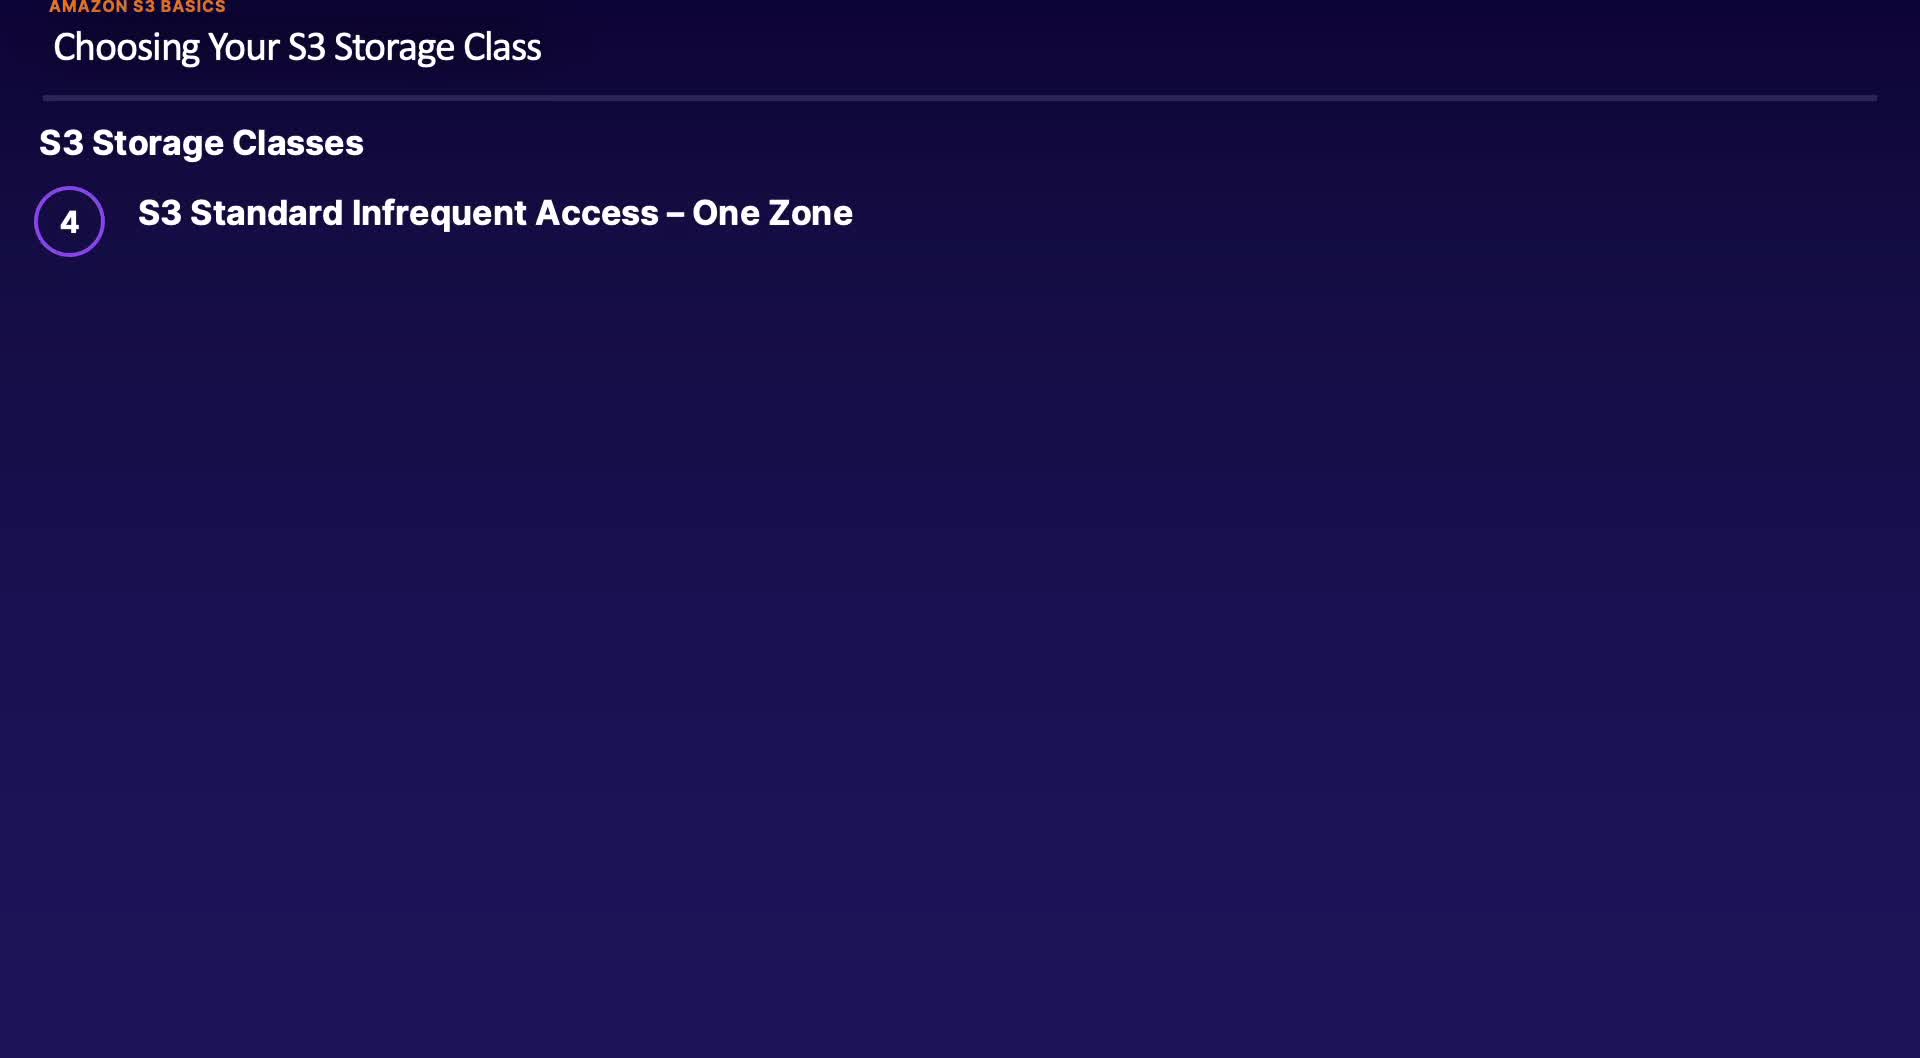 AMAZON S3 BASICS
Choosing Your S3 Storage Class
S3 Storage Classes
4
S3 Standard Infrequent Access – One Zone